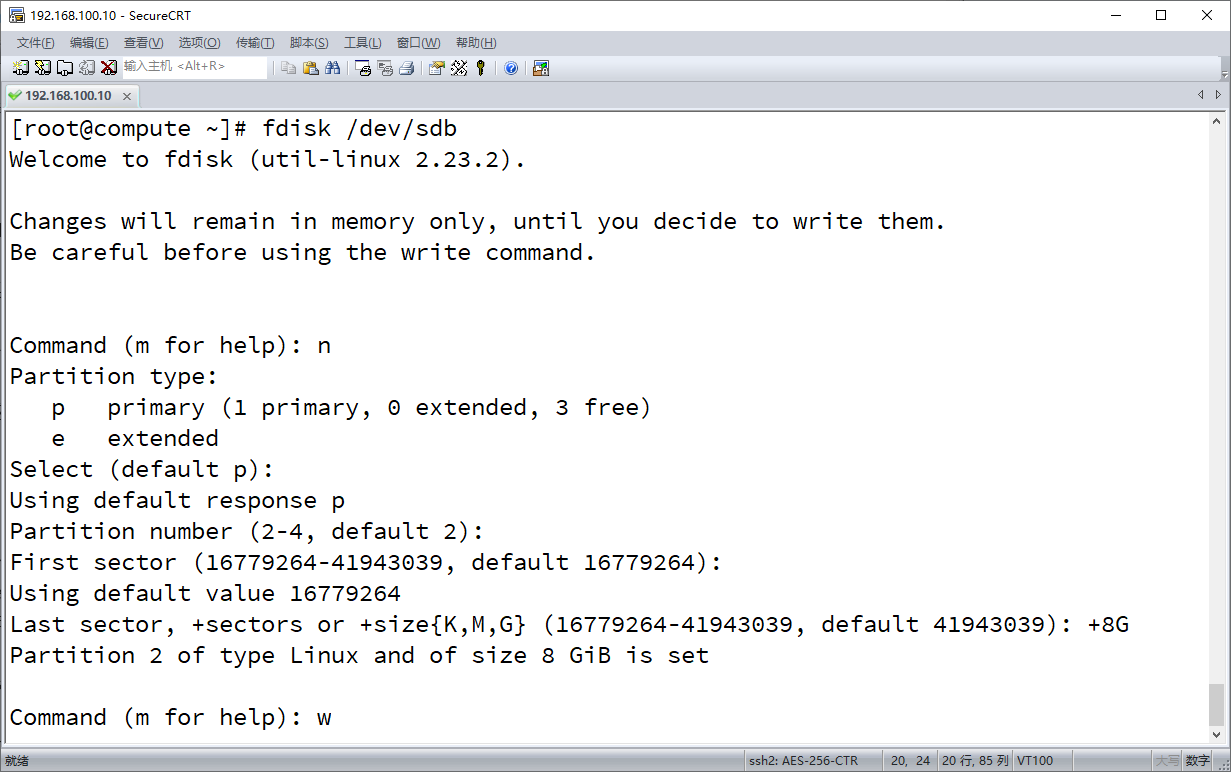 192.168.100.10 - SecureCRT
文件(F) 编辑(E) 查看(V) 选项(O) 传输(T) 脚本(S) 工具(L) 窗口(W) 帮助(H)
输入主机 <Alt+R>
192.168.100.10
[root@compute ~]# fdisk /dev/sdb
Welcome to fdisk (util-linux 2.23.2).
Changes will remain in memory only, until you decide to write them.
Be careful before using the write command.
Command (m for help): n
Partition type:
   p   primary (1 primary, 0 extended, 3 free)
   e   extended
Select (default p):
Using default response p
Partition number (2-4, default 2):
First sector (16779264-41943039, default 16779264):
Using default value 16779264
Last sector, +sectors or +size{K,M,G} (16779264-41943039, default 41943039): +8G
Partition 2 of type Linux and of size 8 GiB is set
Command (m for help): w
就绪 ssh2: AES-256-CTR 20, 24 20 行, 85 列 VT100 大写 数字